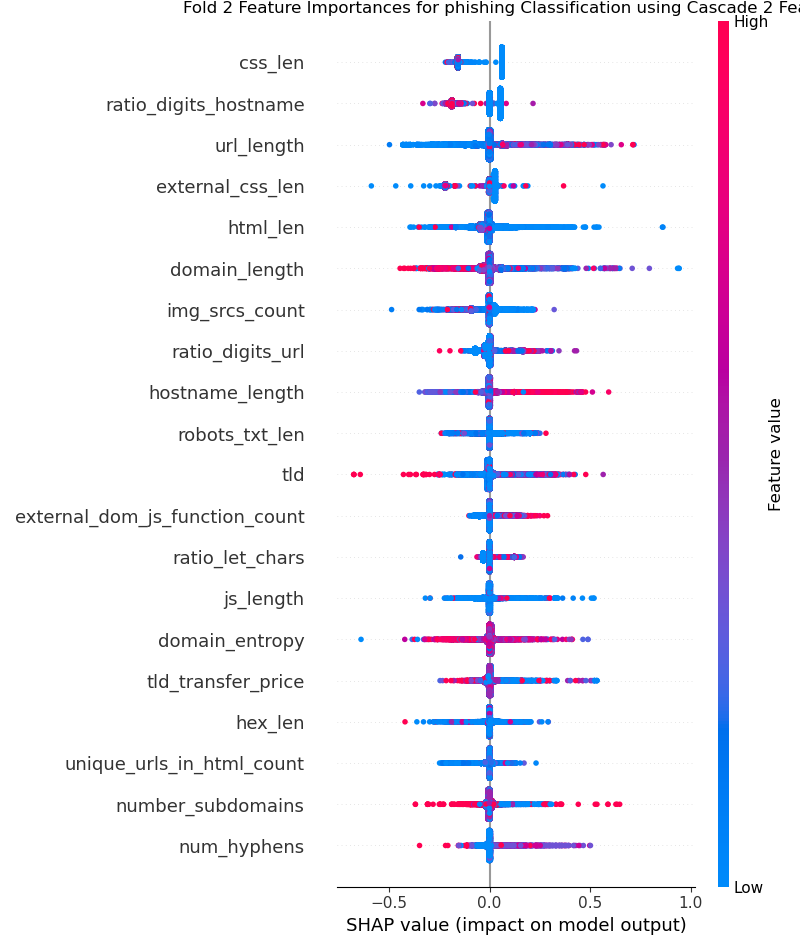 Fold 2 Feature Importances for phishing Classification using Cascade 2
High
css_len
ratio_digits_hostname
url_length
external_css_len
html_len
domain_length
img_srcs_count
ratio_digits_url
hostname_length
robots_txt_len
tld
external_dom_js_function_count
ratio_let_chars
js_length
domain_entropy
tld_transfer_price
hex_len
unique_urls_in_html_count
number_subdomains
num_hyphens
Feature value
Low
−0.5 0.0 0.5 1.0
SHAP value (impact on model output)